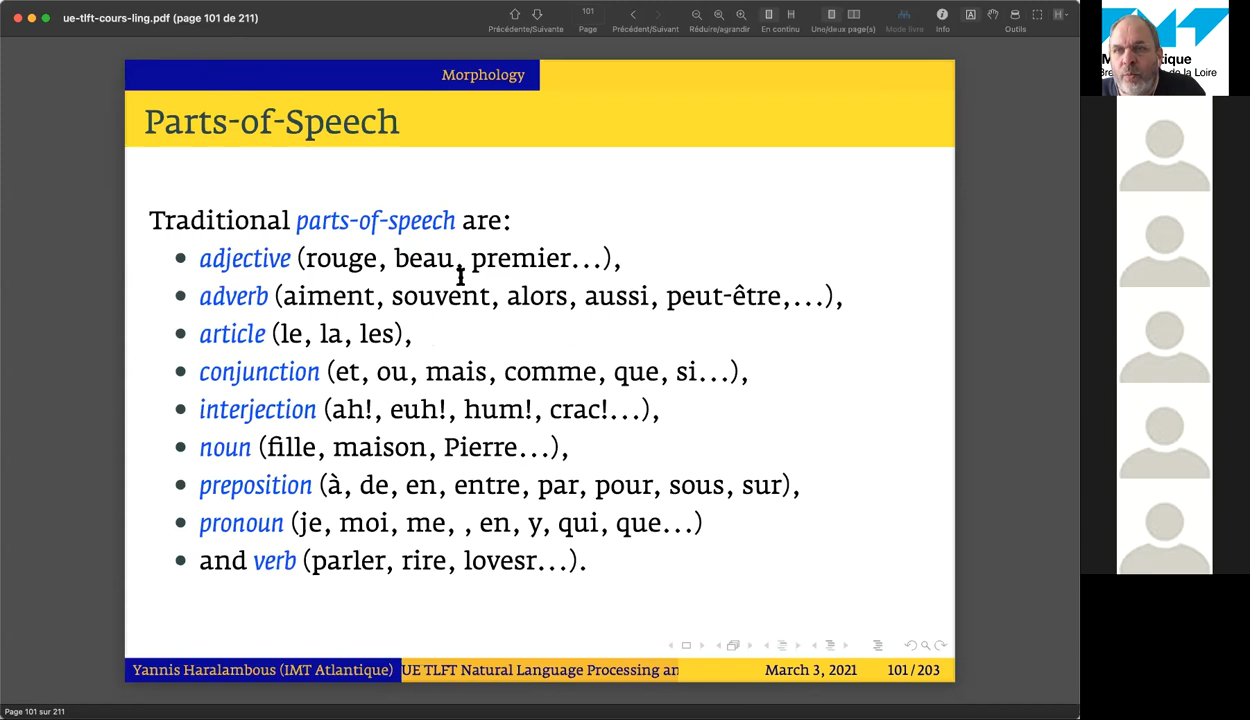 ue-tlft-cours-ling.pdf (page 101 de 211)
101
Précédente/Suivante Page Précédent/Suivant Réduire/agrandir En continu Une/deux page(s) Mode livre Info Outils
Morphology
Parts-of-Speech
Traditional parts-of-speech are:
• adjective (rouge, beau, premier...),
• adverb (aiment, souvent, alors, aussi, peut-être,...),
• article (le, la, les),
• conjunction (et, ou, mais, comme, que, si...),
• interjection (ah!, euh!, hum!, crac!...),
• noun (fille, maison, Pierre...),
• preposition (à, de, en, entre, par, pour, sous, sur),
• pronoun (je, moi, me, , en, y, qui, que...)
• and verb (parler, rire, lovesr...).
Yannis Haralambous (IMT Atlantique) UE TLFT Natural Language Processing an March 3, 2021 101/203
Page 101 sur 211
tique
de la Loire